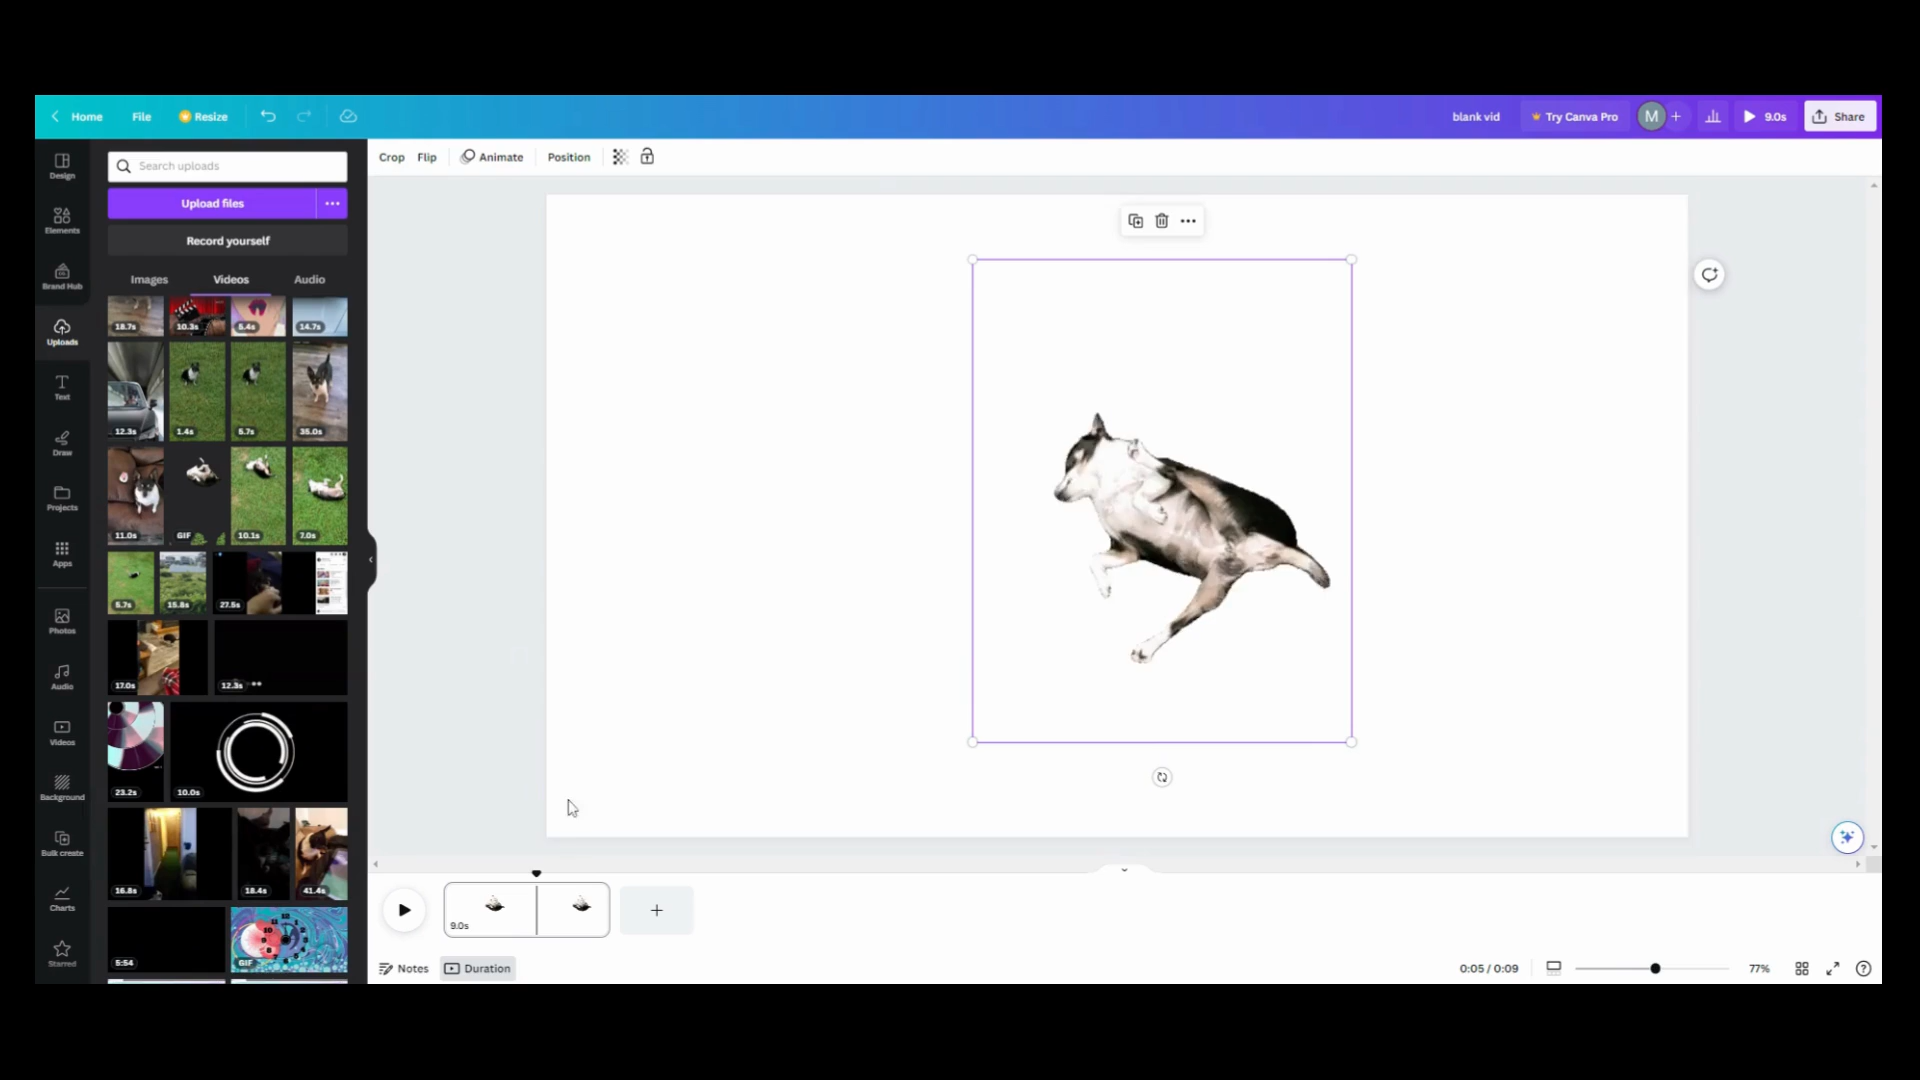 Home File Resize blank vid Try Canva Pro M + 9.0s Share
Crop Flip Animate Position
Search uploads
Upload files
Record yourself
Images Videos Audio
Design
Elements
Brand Hub
Uploads
Text
Draw
Projects
Apps
Photos
Audio
Videos
Background
Bulk create
Charts
Starred
18.7s 10.3s 5.4s 14.7s
12.3s 1.4s 5.7s 35.0s
11.0s GIF 10.1s 7.0s
5.7s 15.8s 27.5s
17.0s 12.3s
23.2s 10.0s
16.8s 18.4s 41.4s
5:54 GIF
9.0s
Notes Duration 0:05 / 0:09 77%